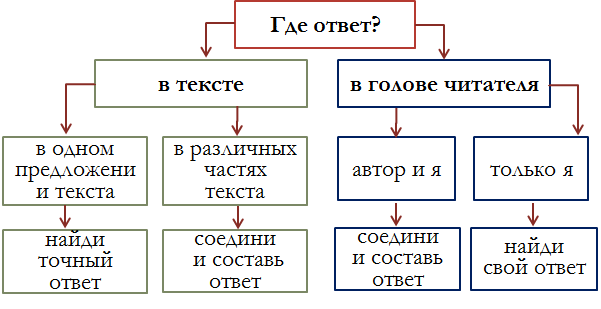 Где ответ?
в тексте
в голове читателя
в одном
предложени
и текста
в различных
частях
текста
автор и я
только я
найди
точный
ответ
соедини
и составь
ответ
соедини
и составь
ответ
найди
свой ответ